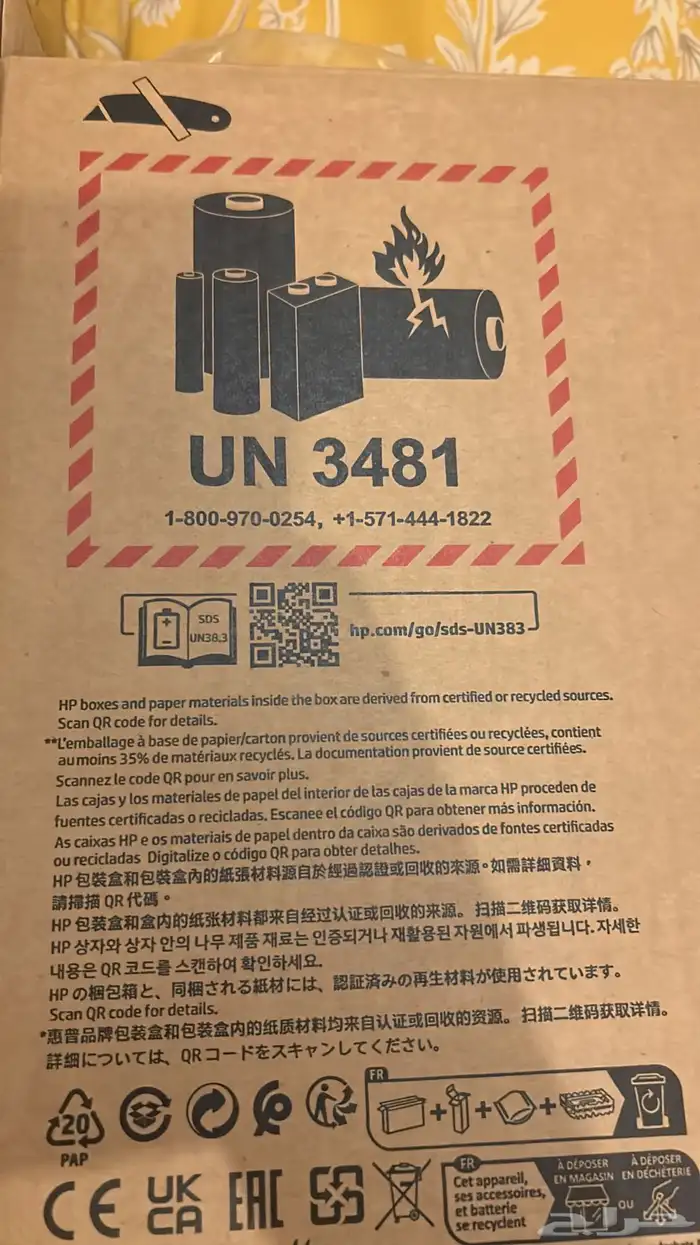 UN 3481
1-800-970-0254, +1-571-444-1822
SDS
UN38.3
hp.com/go/sds-UN383
HP boxes and paper materials inside the box are derived from certified or recycled sources.
Scan QR code for details.
**L'emballage à base de papier/carton provient de sources certifiées ou recyclées, contient
au moins 35% de matériaux recyclés. La documentation provient de source certifiées.
Scannez le code QR pour en savoir plus.
Las cajas y los materiales de papel del interior de las cajas de la marca HP proceden de
fuentes certificadas o recicladas. Escanee el código QR para obtener más información.
As caixas HP e os materiais de papel dentro da caixa são derivados de fontes certificadas
ou recicladas Digitalize o código QR para obter detalhes.
HP 包裝盒和包裝盒內的紙張材料源自於經過認證或回收的來源。如需詳細資料，
請掃描 QR 代碼。
HP 包装盒和盒内的纸张材料都来自经过认证或回收的来源。 扫描二维码获取详情。
HP 상자와 상자 안의 나무 제품 재료는 인증되거나 재활용된 자원에서 파생됩니다. 자세한
내용은 QR 코드를 스캔하여 확인하세요.
HP の梱包箱と、同梱される紙材には、認証済みの再生材料が使用されています。
Scan QR code for details.
*惠普品牌包装盒和包装盒内的纸质材料均来自认证或回收的资源。 扫描二维码获取详情。
詳細については、QRコードをスキャンしてください。
20
PAP
FR
CE
UK
CA
EAC
FR
Cet appareil,
ses accessoires,
et batterie
se recyclent
À DÉPOSER
EN MAGASIN
OU
À DÉPOSER
EN DÉCHÈTERIE
حراج